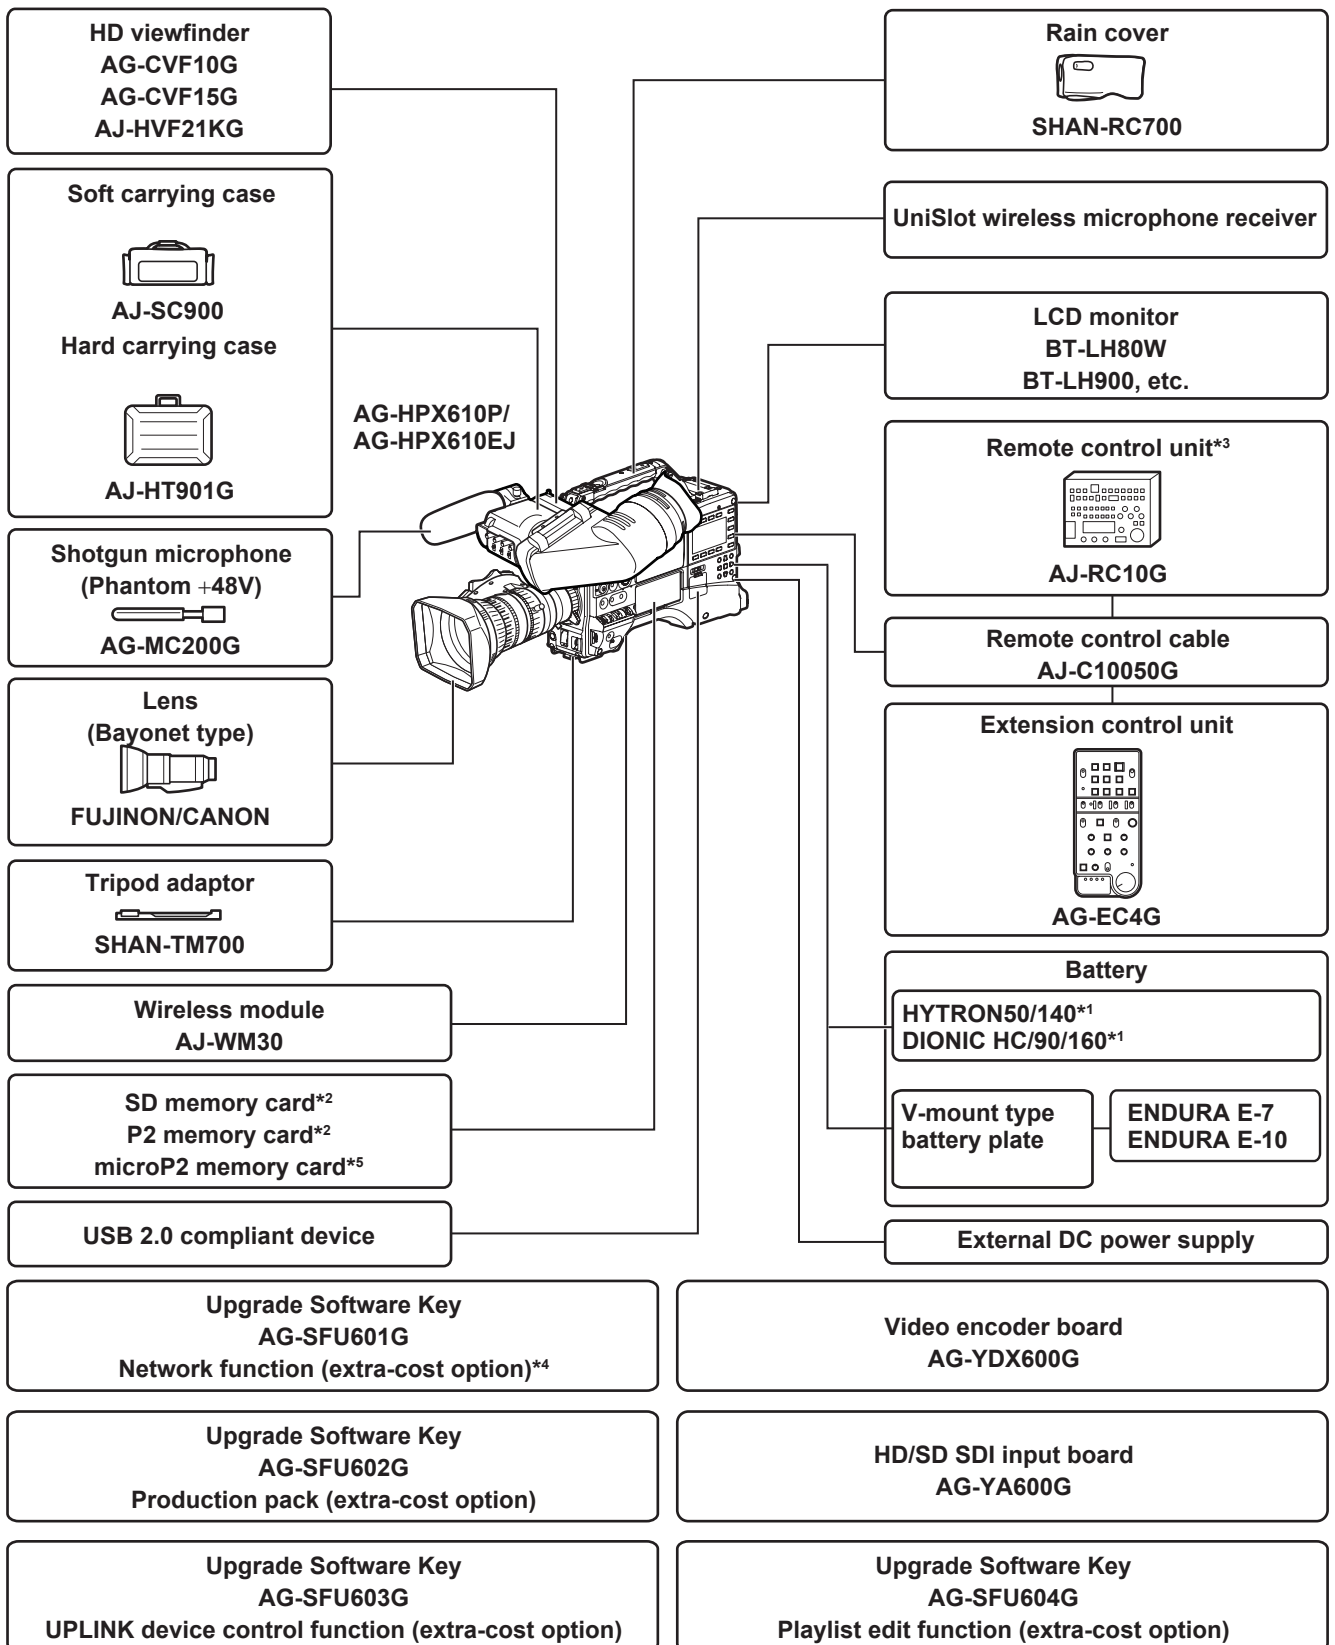 HD viewfinder
AG-CVF10G
AG-CVF15G
AJ-HVF21KG
Soft carrying case
AJ-SC900
Hard carrying case
AJ-HT901G
Shotgun microphone
(Phantom +48V)
AG-MC200G
Lens
(Bayonet type)
FUJINON/CANON
Tripod adaptor
SHAN-TM700
Wireless module
AJ-WM30
SD memory card*2
P2 memory card*2
microP2 memory card*5
USB 2.0 compliant device
AG-HPX610P/
AG-HPX610EJ
Rain cover
SHAN-RC700
UniSlot wireless microphone receiver
LCD monitor
BT-LH80W
BT-LH900, etc.
Remote control unit*3
AJ-RC10G
Remote control cable
AJ-C10050G
Extension control unit
AG-EC4G
Battery
HYTRON50/140*1
DIONIC HC/90/160*1
V-mount type
battery plate
ENDURA E-7
ENDURA E-10
External DC power supply
Upgrade Software Key
AG-SFU601G
Network function (extra-cost option)*4
Video encoder board
AG-YDX600G
Upgrade Software Key
AG-SFU602G
Production pack (extra-cost option)
HD/SD SDI input board
AG-YA600G
Upgrade Software Key
AG-SFU603G
UPLINK device control function (extra-cost option)
Upgrade Software Key
AG-SFU604G
Playlist edit function (extra-cost option)